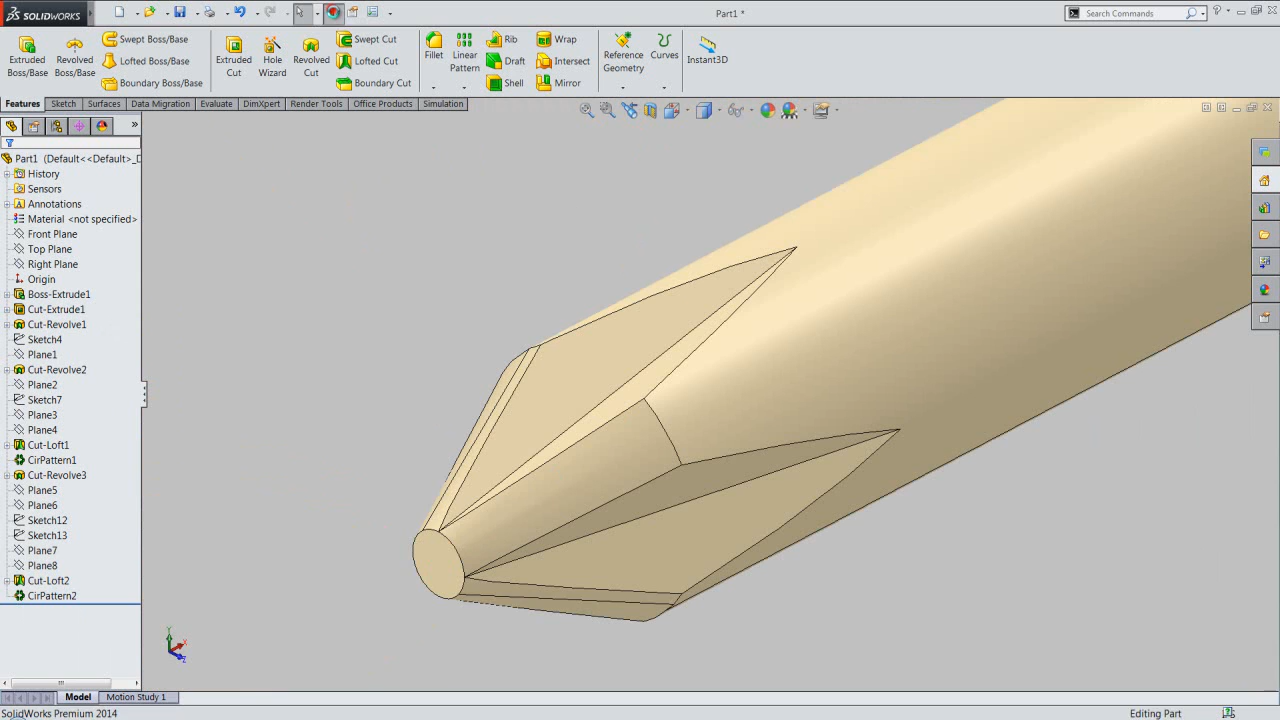 SOLIDWORKS
Part1 *
Search Commands
Extruded Boss/Base
Revolved Boss/Base
Swept Boss/Base
Lofted Boss/Base
Boundary Boss/Base
Extruded Cut
Hole Wizard
Revolved Cut
Swept Cut
Lofted Cut
Boundary Cut
Fillet
Linear Pattern
Rib
Draft
Shell
Wrap
Intersect
Mirror
Reference Geometry
Curves
Instant3D
Features Sketch Surfaces Data Migration Evaluate DimXpert Render Tools Office Products Simulation
Part1 (Default<<Default>_D
History
Sensors
Annotations
Material <not specified>
Front Plane
Top Plane
Right Plane
Origin
Boss-Extrude1
Cut-Extrude1
Cut-Revolve1
Sketch4
Plane1
Cut-Revolve2
Plane2
Sketch7
Plane3
Plane4
Cut-Loft1
CirPattern1
Cut-Revolve3
Plane5
Plane6
Sketch12
Sketch13
Plane7
Plane8
Cut-Loft2
CirPattern2
Y
X
Z
Model Motion Study 1
SolidWorks Premium 2014
Editing Part